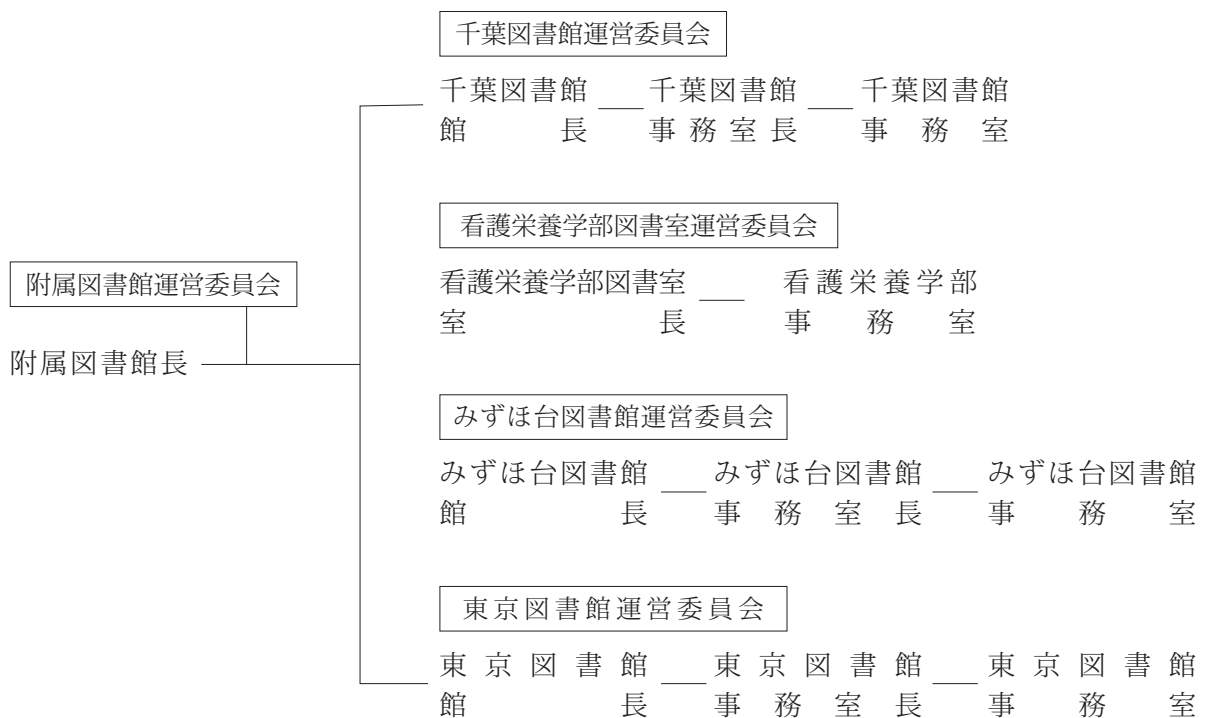 千葉図書館運営委員会
千葉図書館 千葉図書館 千葉図書館
館長 事務室長 事務室
看護栄養学部図書室運営委員会
看護栄養学部図書室 看護栄養学部
室長 事務室
附属図書館運営委員会
附属図書館長
みずほ台図書館運営委員会
みずほ台図書館 みずほ台図書館 みずほ台図書館
館長 事務室長 事務室
東京図書館運営委員会
東京図書館 東京図書館 東京図書館
館長 事務室長 事務室